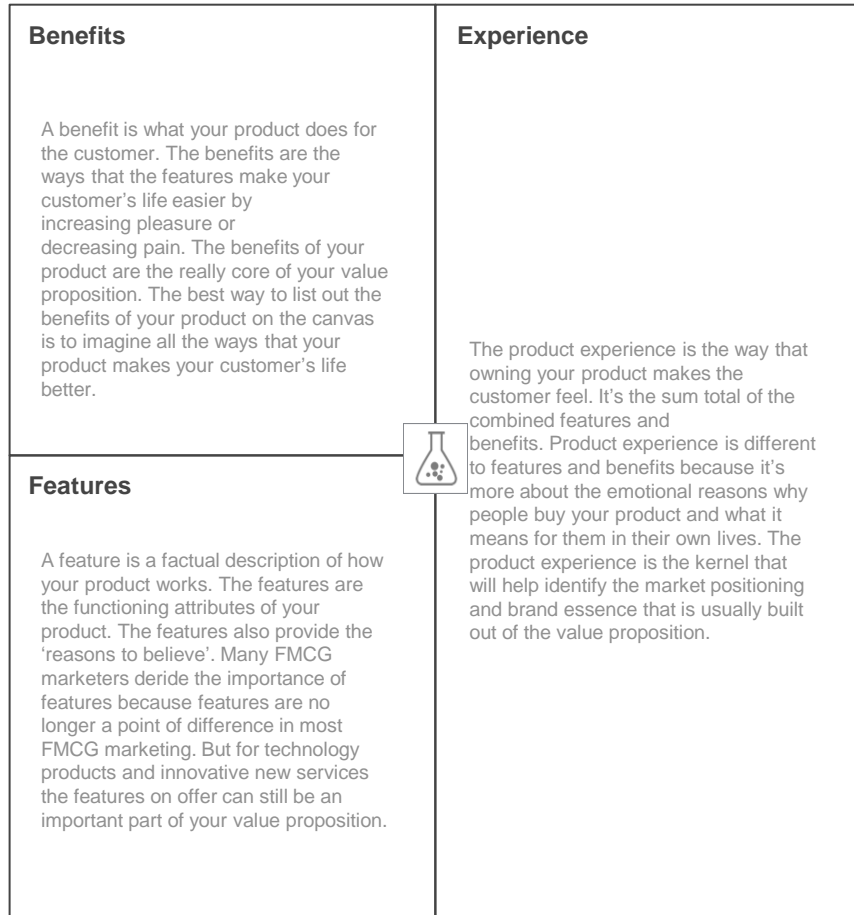 Benefits
A benefit is what your product does for
the customer. The benefits are the
ways that the features make your
customer’s life easier by
increasing pleasure or
decreasing pain. The benefits of your
product are the really core of your value
proposition. The best way to list out the
benefits of your product on the canvas
is to imagine all the ways that your
product makes your customer’s life
better.
Features
A feature is a factual description of how
your product works. The features are
the functioning attributes of your
product. The features also provide the
‘reasons to believe’. Many FMCG
marketers deride the importance of
features because features are no
longer a point of difference in most
FMCG marketing. But for technology
products and innovative new services
the features on offer can still be an
important part of your value proposition.
Experience
The product experience is the way that
owning your product makes the
customer feel. It’s the sum total of the
combined features and
benefits. Product experience is different
to features and benefits because it’s
more about the emotional reasons why
people buy your product and what it
means for them in their own lives. The
product experience is the kernel that
will help identify the market positioning
and brand essence that is usually built
out of the value proposition.